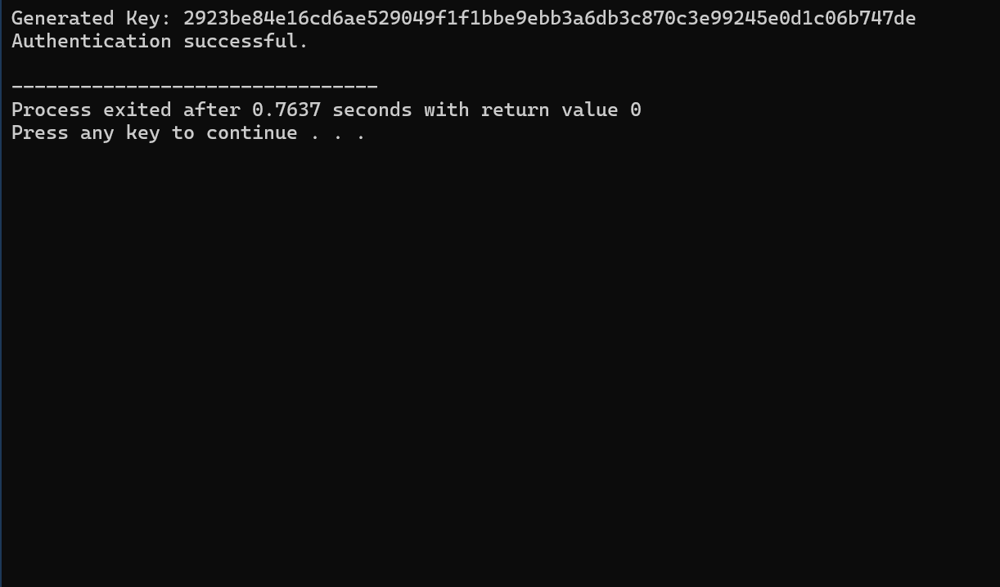 Generated Key: 2923be84e16cd6ae529049f1f1bbe9ebb3a6db3c870c3e99245e0d1c06b747de
Authentication successful.
--------------------------------
Process exited after 0.7637 seconds with return value 0
Press any key to continue . . .